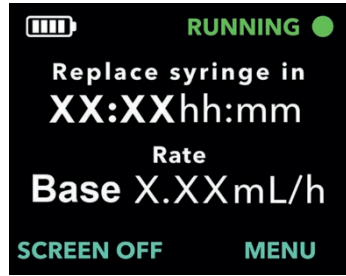 RUNNING
Replace syringe in
XX:XXhh:mm
Rate
Base X.XXmL/h
SCREEN OFF MENU